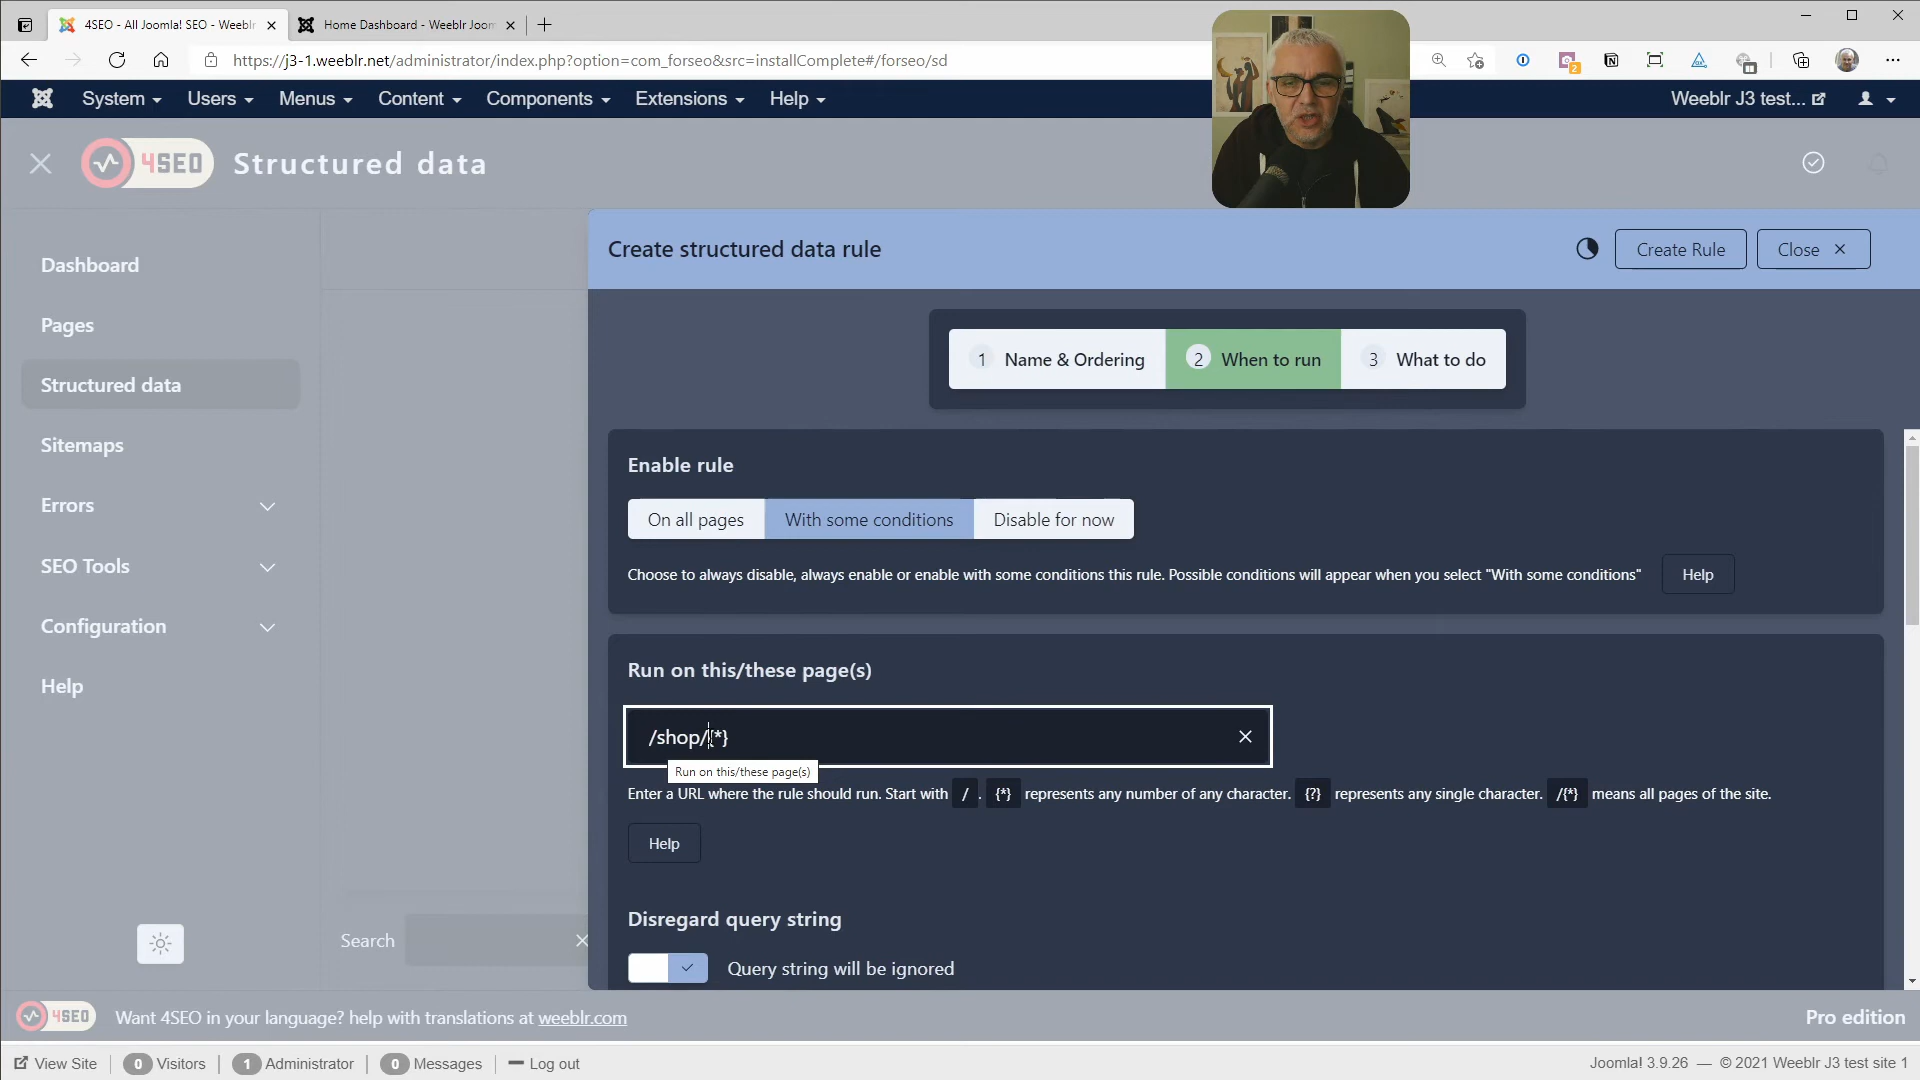 4SEO - All Joomla! SEO - Weeblr
Home Dashboard - Weeblr Joom
https://j3-1.weeblr.net/administrator/index.php?option=com_forseo&src=installComplete#/forseo/sd
2
System
Users
Menus
Content
Components
Extensions
Help
Weeblr J3 test...
4SEO
Structured data
Create structured data rule
Create Rule
Close
1 Name & Ordering
2 When to run
3 What to do
Dashboard
Pages
Structured data
Sitemaps
Errors
SEO Tools
Configuration
Help
Enable rule
On all pages
With some conditions
Disable for now
Choose to always disable, always enable or enable with some conditions this rule. Possible conditions will appear when you select "With some conditions"
Help
Run on this/these page(s)
/shop/{*}
Run on this/these page(s)
Enter a URL where the rule should run. Start with / . {*} represents any number of any character. {?} represents any single character. /{*} means all pages of the site.
Help
Disregard query string
Query string will be ignored
Search
4SEO
Want 4SEO in your language? help with translations at weeblr.com
Pro edition
View Site
0 Visitors
1 Administrator
0 Messages
Log out
Joomla! 3.9.26 — © 2021 Weeblr J3 test site 1